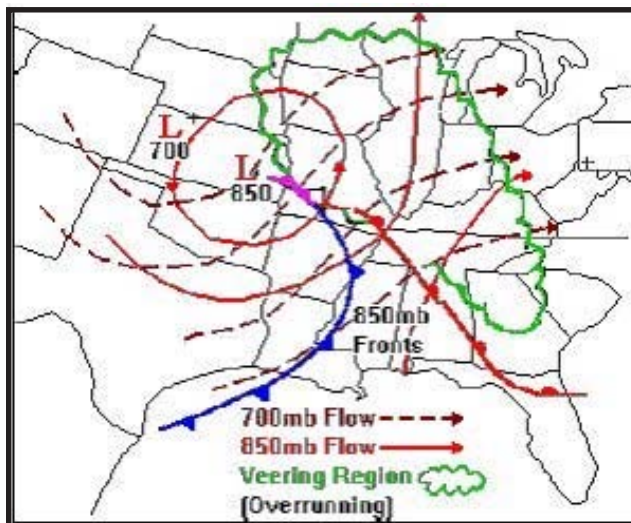 L
700
L
850
850mb
Fronts
700mb Flow
850mb Flow
Veering Region
(Overrunning)